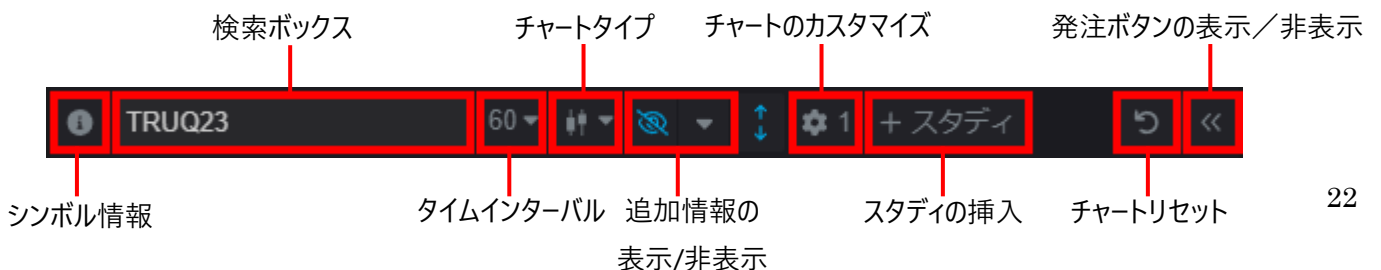 検索ボックス
チャートタイプ
チャートのカスタマイズ
発注ボタンの表示／非表示
TRUQ23
60
1
+ スタディ
シンボル情報
タイムインターバル
追加情報の
表示/非表示
スタディの挿入
チャートリセット
22